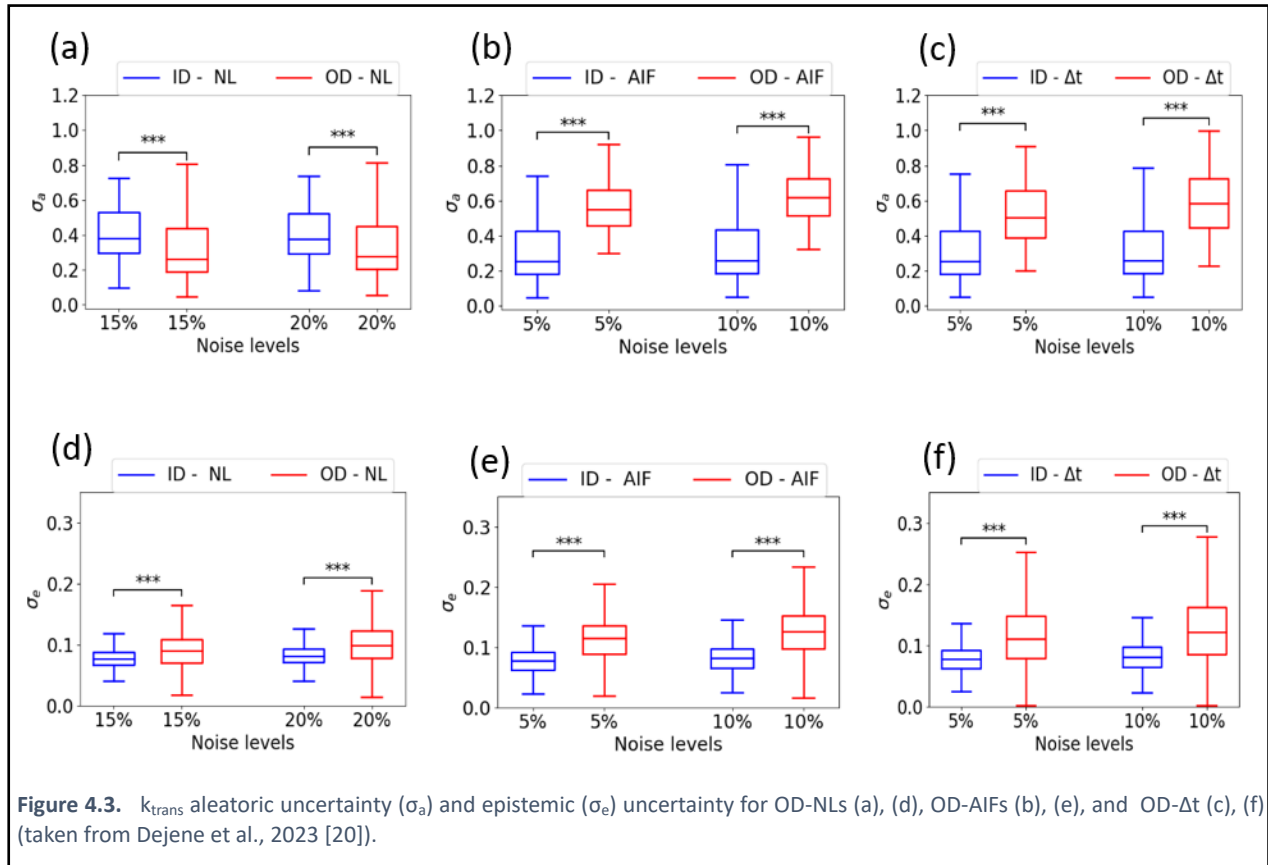 (a)
ID - NL OD - NL
1.2
1.0
0.8
0.6
0.4
0.2
0.0
σa
*** ***
15% 15% 20% 20%
Noise levels
(b)
ID - AIF OD - AIF
1.2
1.0
0.8
0.6
0.4
0.2
0.0
σa
*** ***
5% 5% 10% 10%
Noise levels
(c)
ID - Δt OD - Δt
1.2
1.0
0.8
0.6
0.4
0.2
0.0
σa
*** ***
5% 5% 10% 10%
Noise levels
(d)
ID - NL OD - NL
0.3
0.2
0.1
0.0
σe
*** ***
15% 15% 20% 20%
Noise levels
(e)
ID - AIF OD - AIF
0.3
0.2
0.1
0.0
σe
*** ***
5% 5% 10% 10%
Noise levels
(f)
ID - Δt OD - Δt
0.3
0.2
0.1
0.0
σe
*** ***
5% 5% 10% 10%
Noise levels
Figure 4.3. ktrans aleatoric uncertainty (σa) and epistemic (σe) uncertainty for OD-NLs (a), (d), OD-AIFs (b), (e), and OD-Δt (c), (f)
(taken from Dejene et al., 2023 [20]).